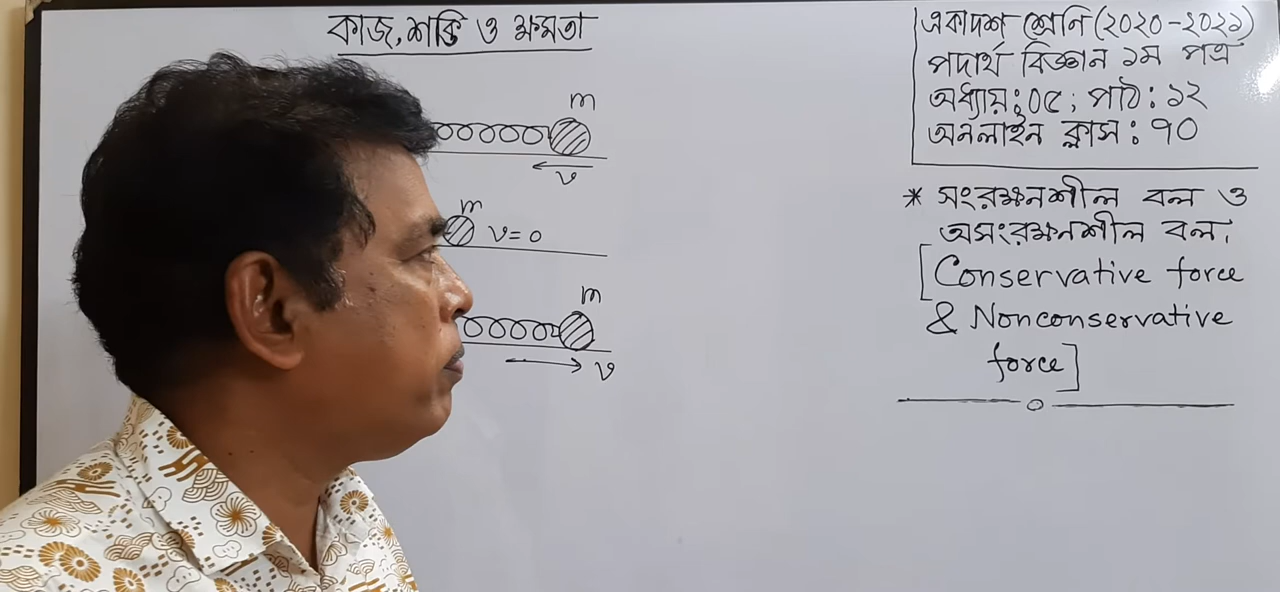 কাজ, শক্তি ও ক্ষমতা
m
v
m
v = 0
m
v
একাদশ শ্রেনি (২০২০-২০২১)
পদার্থ বিজ্ঞান ১ম পত্র
অধ্যায়: ০৫; পাঠ: ১২
অনলাইন ক্লাস: ৭০
* সংরক্ষনশীল বল ও
অসংরক্ষনশীল বল।
[Conservative force
& Nonconservative
force]